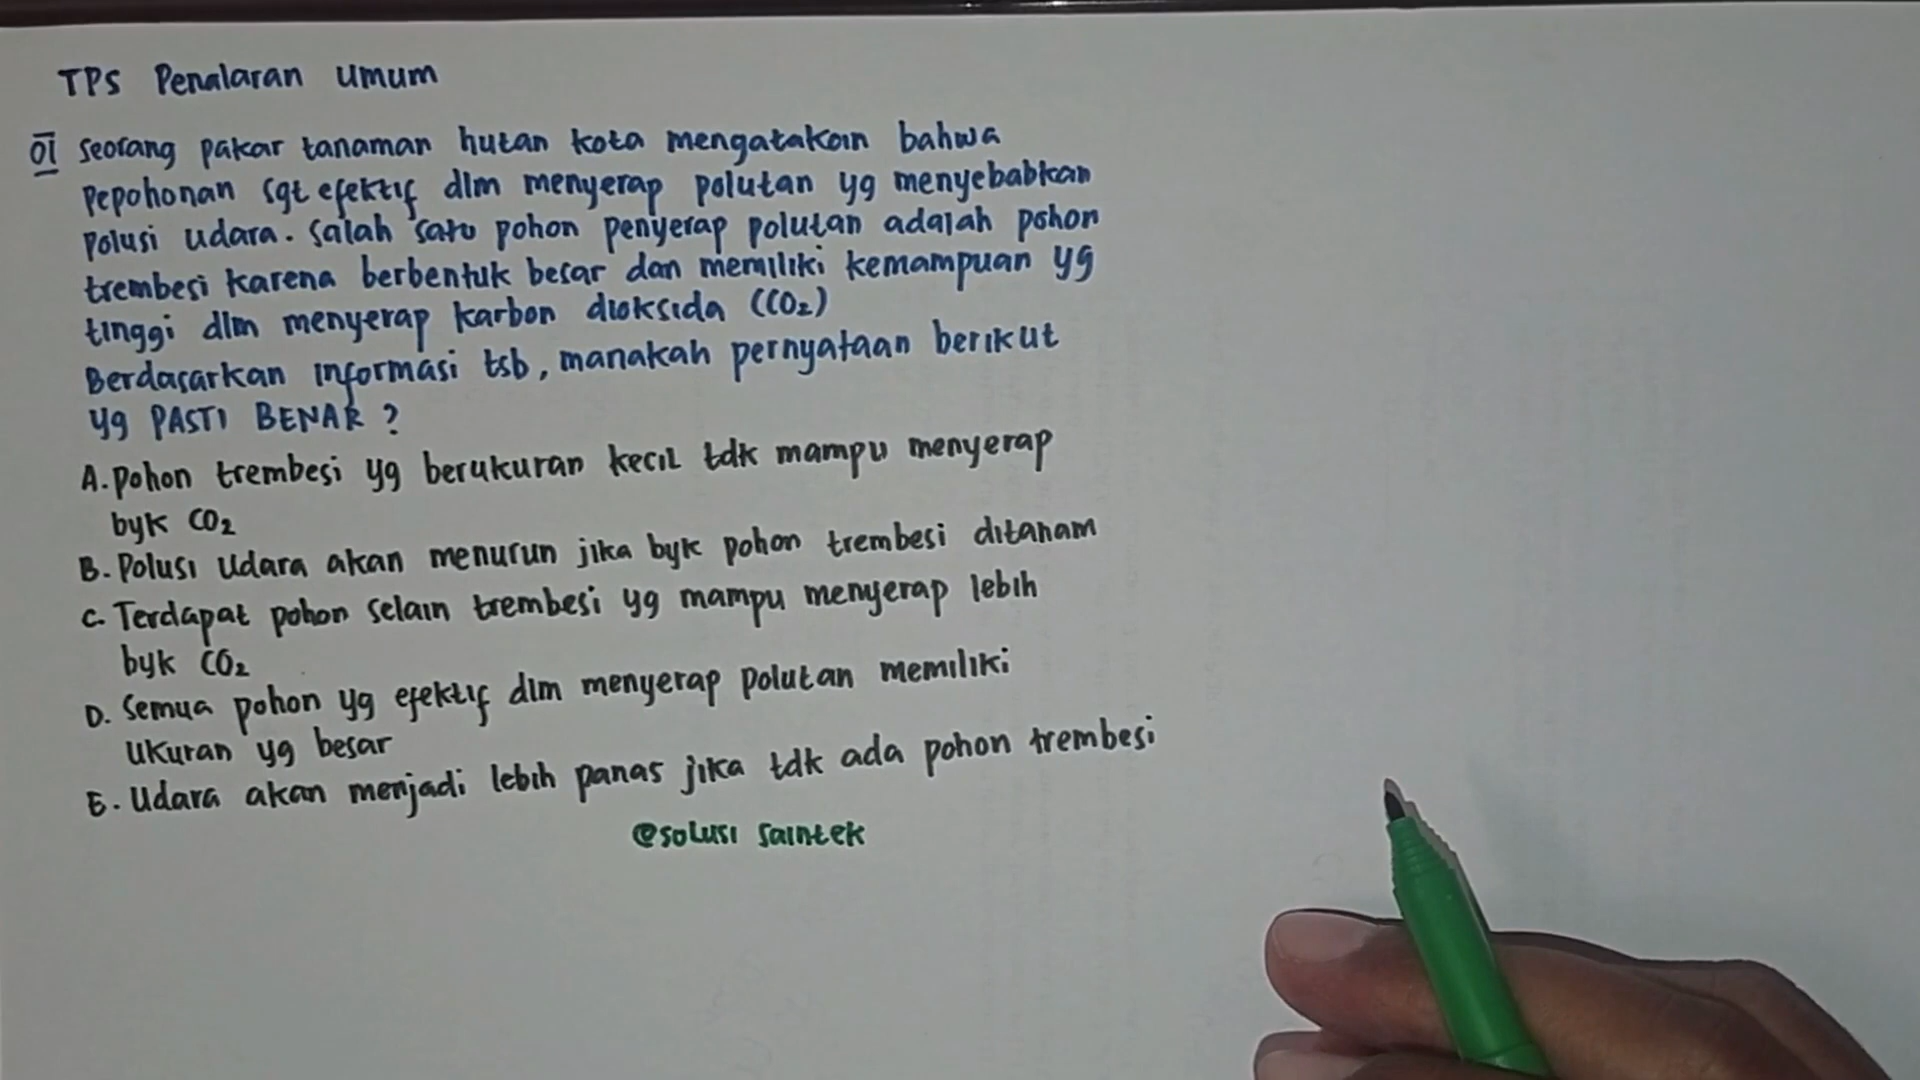 TPS Penalaran Umum
01 Seorang pakar tanaman hutan kota mengatakan bahwa
pepohonan sgt efektif dlm menyerap polutan yg menyebabkan
polusi udara. Salah satu pohon penyerap polutan adalah pohon
trembesi karena berbentuk besar dan memiliki kemampuan yg
tinggi dlm menyerap karbon dioksida (CO₂)
Berdasarkan informasi tsb, manakah pernyataan berikut
yg PASTI BENAR ?
A. Pohon trembesi yg berukuran kecil tdk mampu menyerap
byk CO₂
B. Polusi udara akan menurun jika byk pohon trembesi ditanam
C. Terdapat pohon selain trembesi yg mampu menyerap lebih
byk CO₂
D. Semua pohon yg efektif dlm menyerap polutan memiliki
ukuran yg besar
E. Udara akan menjadi lebih panas jika tdk ada pohon trembesi
@solusi saintek